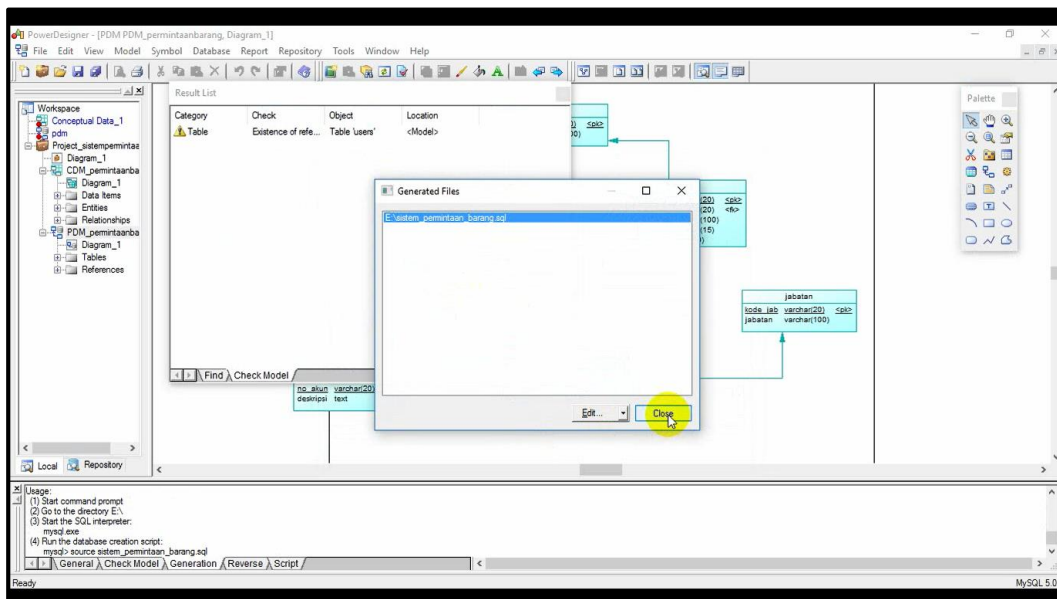 PowerDesigner - [PDM PDM_permintaanbarang, Diagram_1]
File Edit View Model Symbol Database Report Repository Tools Window Help
Workspace
Conceptual Data_1
pdm
Project_sistempermintaa
Diagram_1
CDM_permintaanba
Diagram_1
Data Items
Entities
Relationships
PDM_permintaanba
Diagram_1
Tables
References
Local Repository
Result List
Category Check Object Location
Table Existence of refe... Table 'users' <Model>
Find Check Model
<pk>
(20) <pk>
(20) <fk>
(100)
(15)
Generated Files
E:\sistem_permintaan_barang.sql
Edit... Close
jabatan
kode_jab varchar(20) <pk>
jabatan varchar(100)
no_akun varchar(20)
deskripsi text
Palette
Usage:
(1) Start command prompt
(2) Go to the directory E:\
(3) Start the SQL interpreter:
mysql.exe
(4) Run the database creation script:
mysql> source sistem_permintaan_barang.sql
General Check Model Generation Reverse Script
Ready
MySQL 5.0